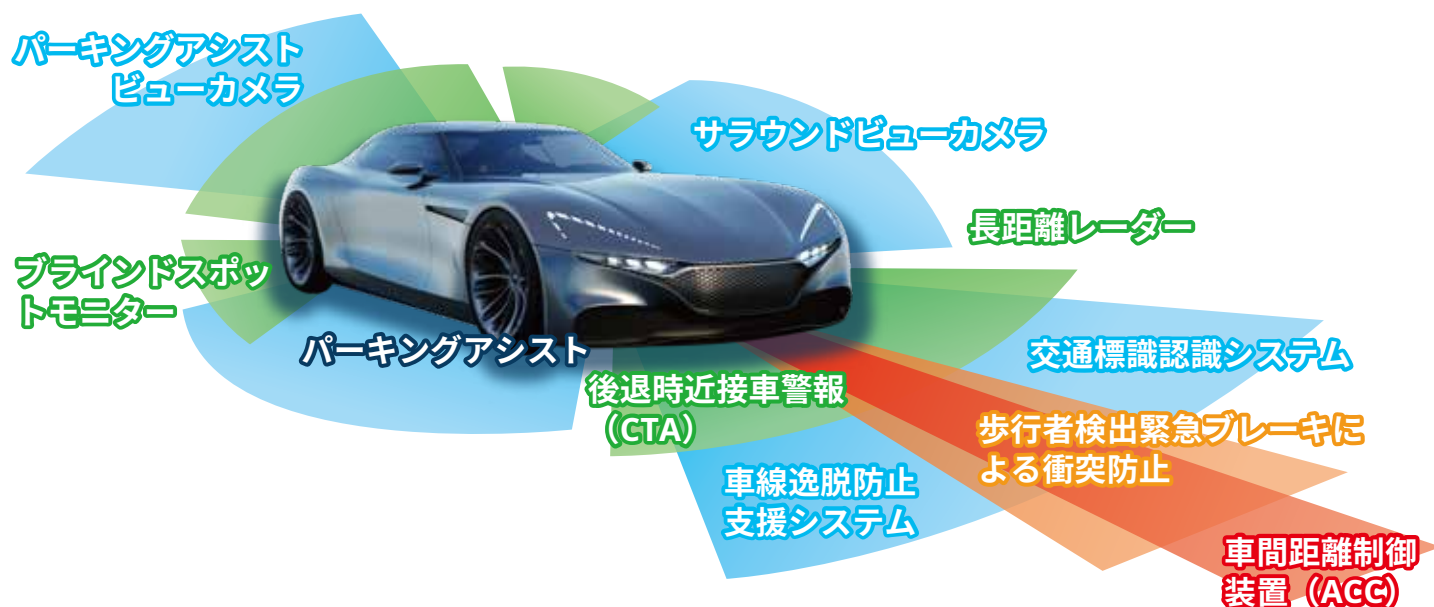 パーキングアシスト
ビューカメラ
サラウンドビューカメラ
長距離レーダー
ブラインドスポッ
トモニター
パーキングアシスト
交通標識認識システム
後退時近接車警報
（CTA）
歩行者検出緊急ブレーキに
よる衝突防止
車線逸脱防止
支援システム
車間距離制御
装置（ACC）